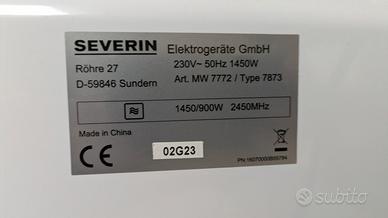 SEVERIN Elektrogeräte GmbH
Röhre 27 230V~ 50Hz 1450W
D-59846 Sundern Art. MW 7772 / Type 7873
1450/900W 2450MHz
Made in China
CE 02G23
subito